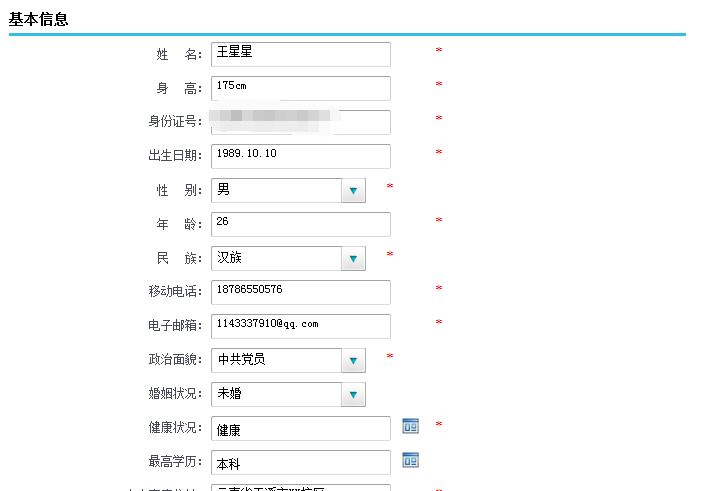 基本信息
姓 名： 王星星 *
身 高： 175cm *
身份证号： *
出生日期： 1989.10.10 *
性 别： 男 *
年 龄： 26 *
民 族： 汉族 *
移动电话： 18786550576 *
电子邮箱： 1143337910@qq.com *
政治面貌： 中共党员 *
婚姻状况： 未婚
健康状况： 健康 *
最高学历： 本科